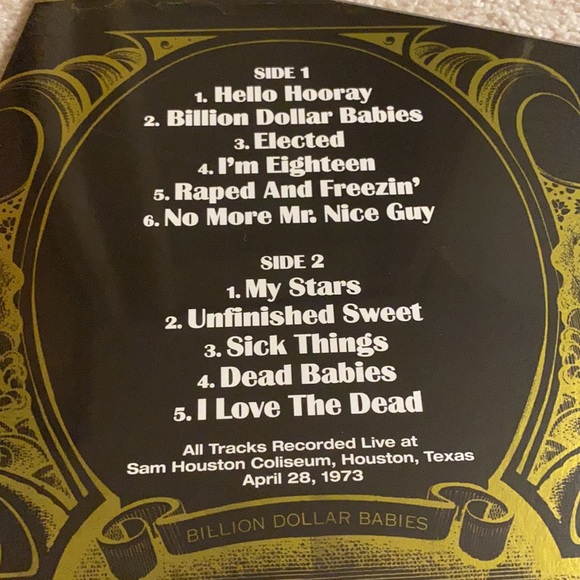 SIDE 1
1. Hello Hooray
2. Billion Dollar Babies
3. Elected
4. I'm Eighteen
5. Raped And Freezin'
6. No More Mr. Nice Guy
SIDE 2
1. My Stars
2. Unfinished Sweet
3. Sick Things
4. Dead Babies
5. I Love The Dead
All Tracks Recorded Live at
Sam Houston Coliseum, Houston, Texas
April 28, 1973
BILLION DOLLAR BABIES